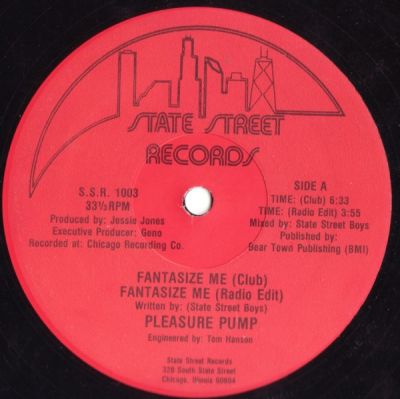 STATE STREET
RECORDS
S.S.R. 1003
33⅓RPM
Produced by: Jessie Jones
Executive Producer: Geno
Recorded at: Chicago Recording Co.
SIDE A
TIME: (Club) 6:33
TIME: (Radio Edit) 3:55
Mixed by: State Street Boys
Published by:
Bear Town Publishing (BMI)
FANTASIZE ME (Club)
FANTASIZE ME (Radio Edit)
Written by: (State Street Boys)
PLEASURE PUMP
Engineered by: Tom Hanson
State Street Records
328 South State Street
Chicago, Illinois 60604